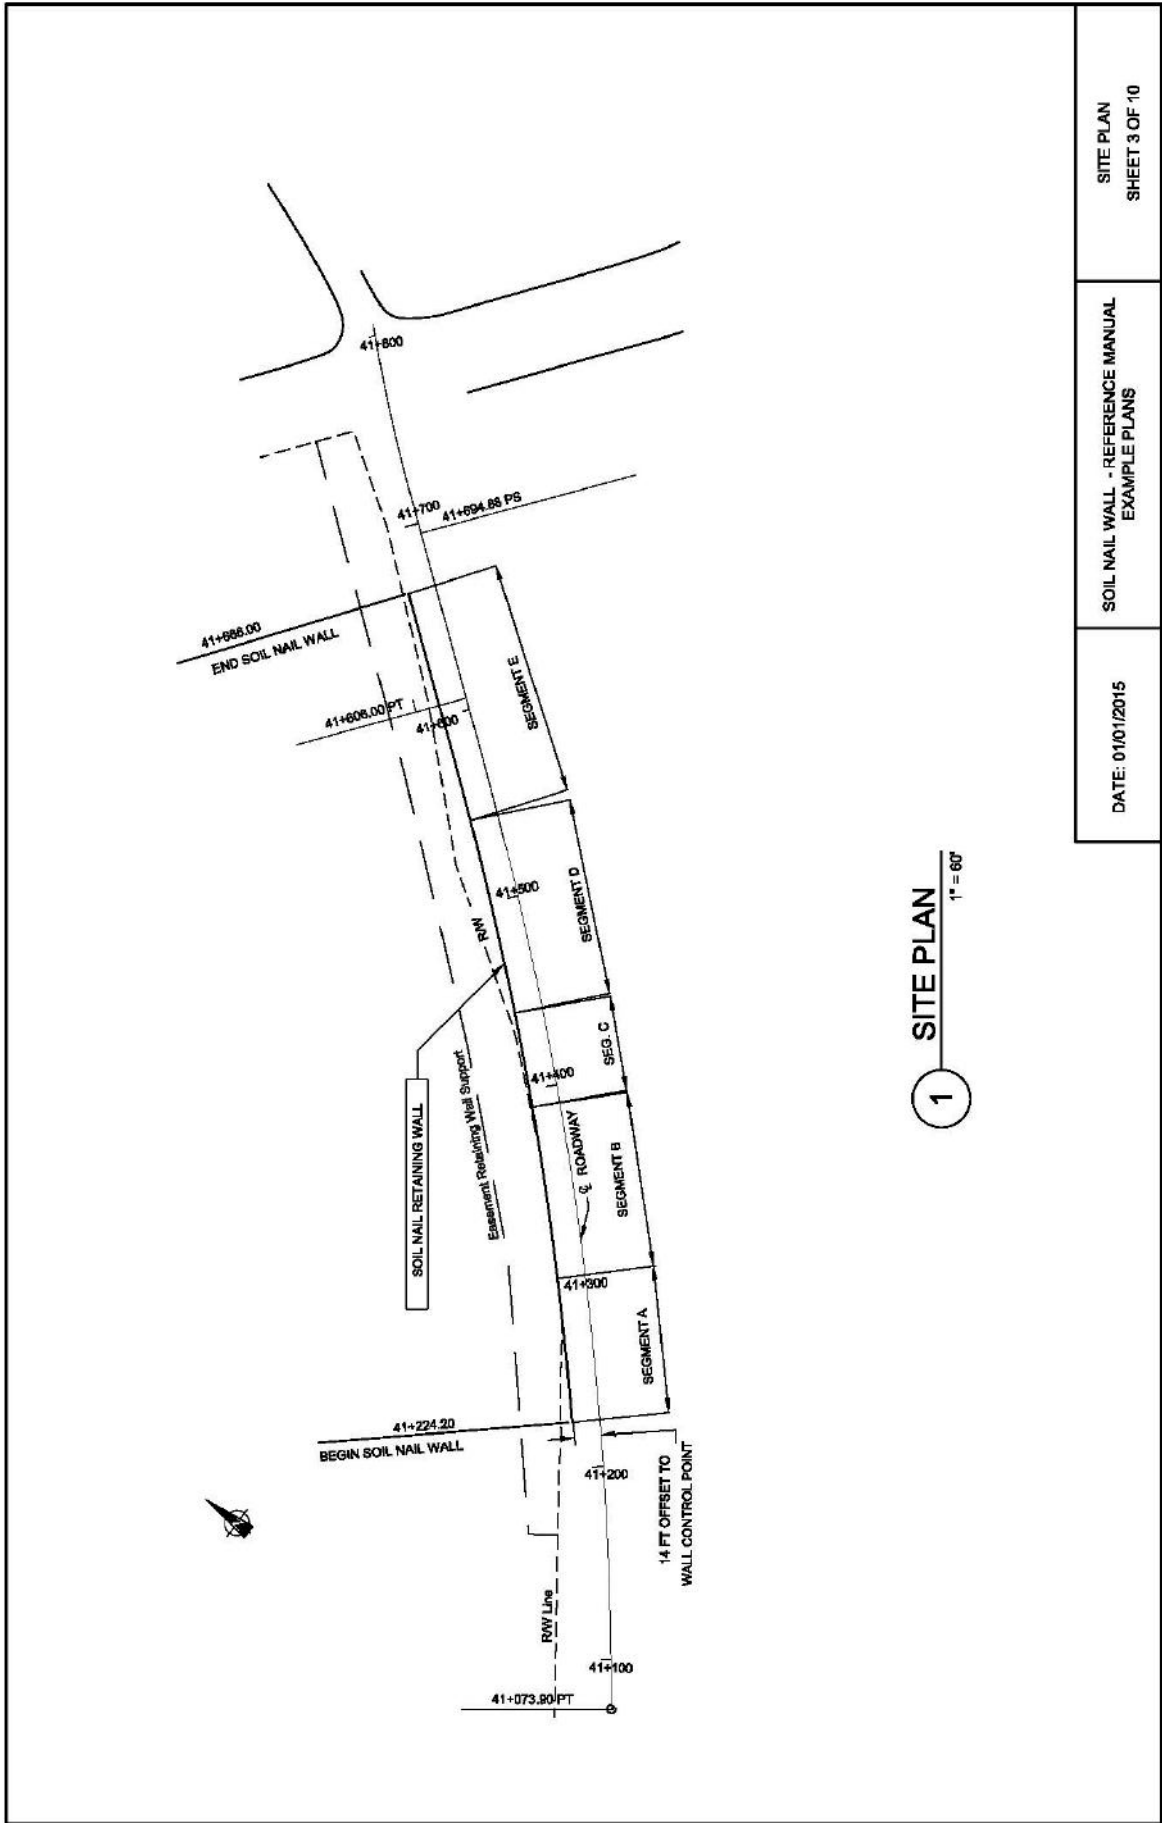 41+800
41+700
41+694.88 PS
41+668.00
END SOIL NAIL WALL
41+606.00 PT
41+600
SEGMENT E
41+500
SEGMENT D
R/W
SOIL NAIL RETAINING WALL
Easement Retaining Wall Support
41+400
SEG. C
℄ ROADWAY
SEGMENT B
41+300
SEGMENT A
41+224.20
BEGIN SOIL NAIL WALL
41+200
14 FT OFFSET TO
WALL CONTROL POINT
R/W Line
41+100
41+073.90 PT
1
SITE PLAN
1" = 60'
DATE: 01/01/2015
SOIL NAIL WALL - REFERENCE MANUAL
EXAMPLE PLANS
SITE PLAN
SHEET 3 OF 10